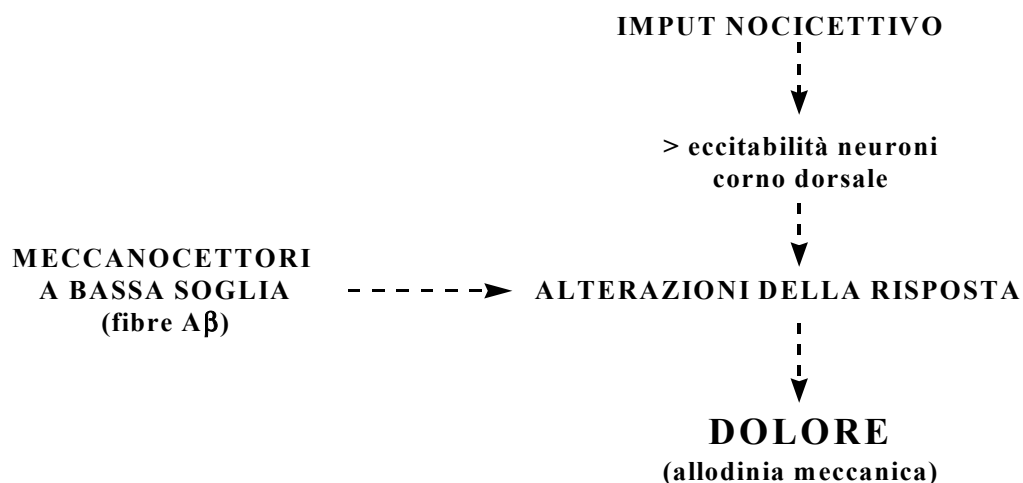 IMPUT NOCICETTIVO
> eccitabilità neuroni
corno dorsale
MECCANOCETTORI
A BASSA SOGLIA
(fibre Aβ)
ALTERAZIONI DELLA RISPOSTA
DOLORE
(allodinia meccanica)